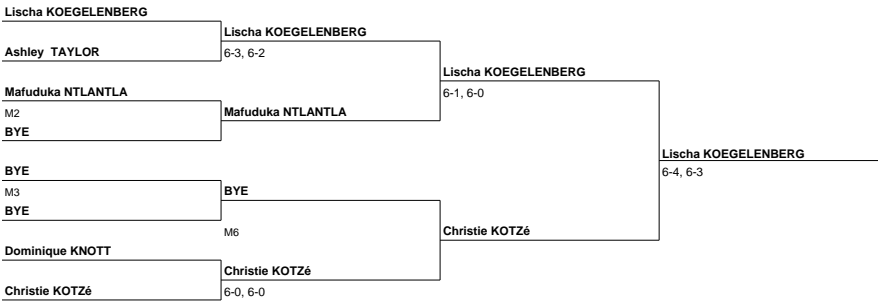 Lischa KOEGELENBERG
Lischa KOEGELENBERG
Ashley TAYLOR
6-3, 6-2
Lischa KOEGELENBERG
Mafuduka NTLANTLA
6-1, 6-0
M2
Mafuduka NTLANTLA
BYE
Lischa KOEGELENBERG
BYE
6-4, 6-3
M3
BYE
BYE
M6
Christie KOTZé
Dominique KNOTT
Christie KOTZé
Christie KOTZé
6-0, 6-0